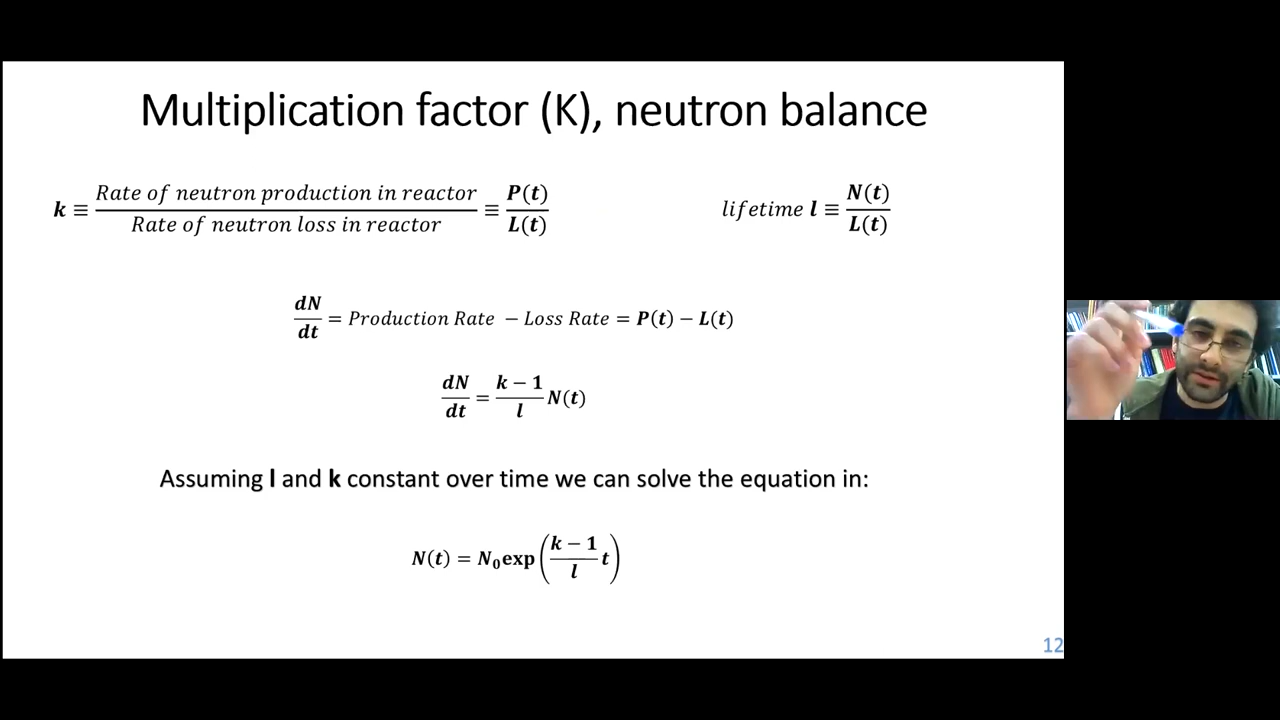 Multiplication factor (K), neutron balance
k ≡ Rate of neutron production in reactor / Rate of neutron loss in reactor ≡ P(t) / L(t)
lifetime l ≡ N(t) / L(t)
dN/dt = Production Rate − Loss Rate = P(t) − L(t)
dN/dt = k − 1 / l N(t)
Assuming l and k constant over time we can solve the equation in:
N(t) = N₀exp(k − 1 / l t)
12